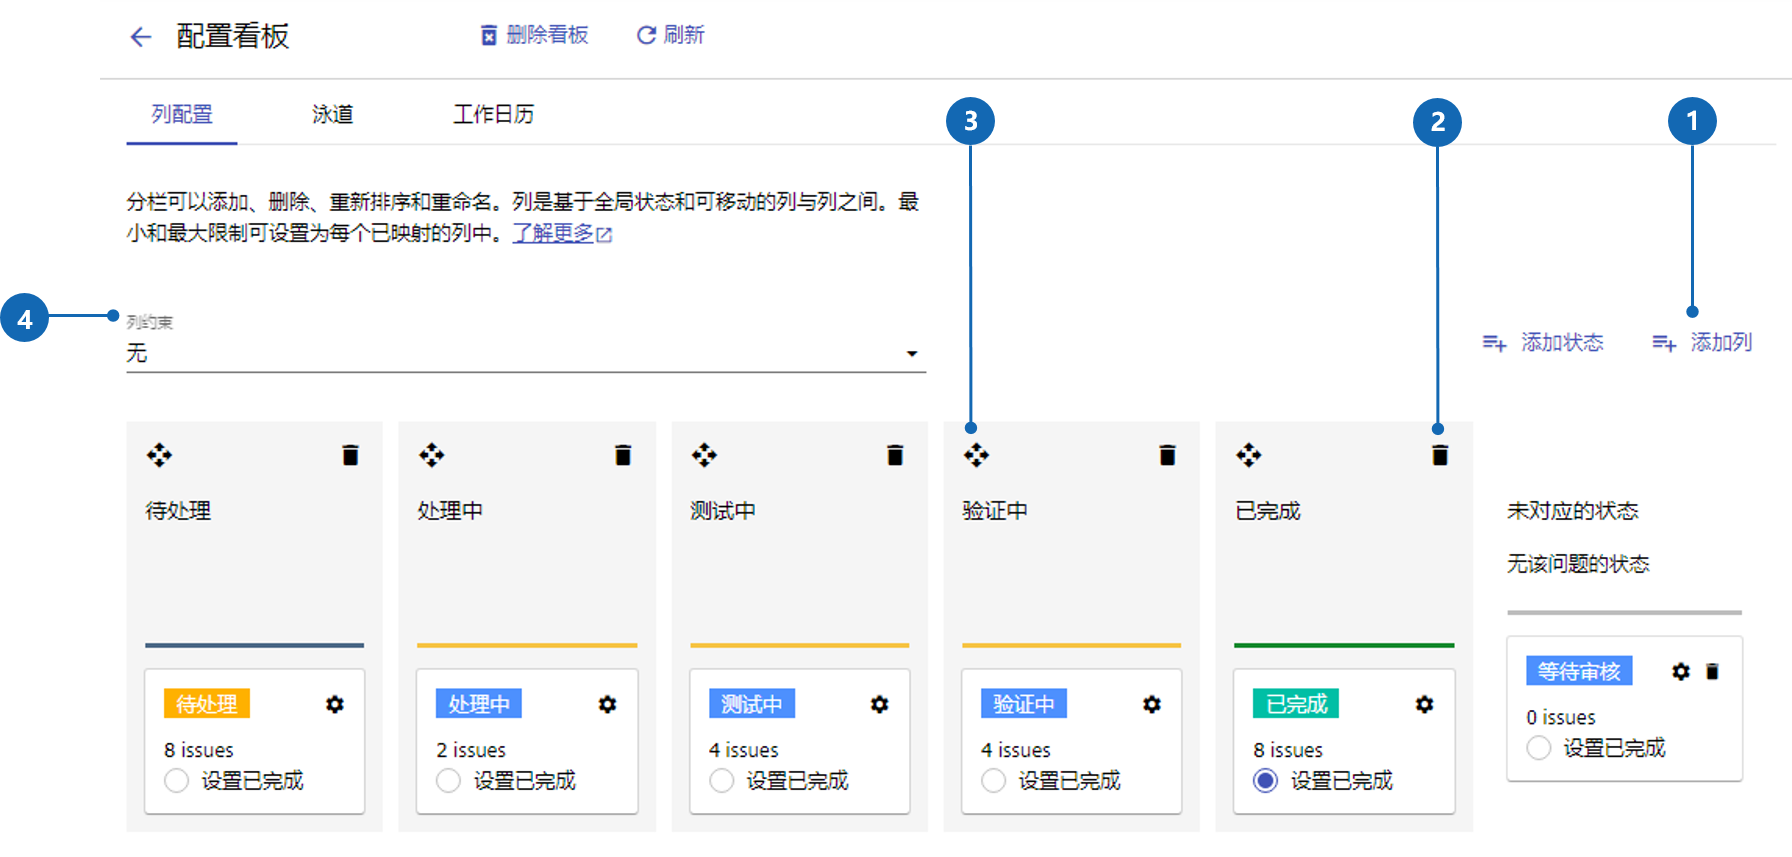 配置看板
删除看板
刷新
列配置
泳道
工作日历
3
2
1
分栏可以添加、删除、重新排序和重命名。列是基于全局状态和可移动的列与列之间。最
小和最大限制可设置为每个已映射的列中。了解更多
4
列约束
无
添加状态
添加列
待处理
处理中
测试中
验证中
已完成
未对应的状态
无该问题的状态
待处理
8 issues
设置已完成
处理中
2 issues
设置已完成
测试中
4 issues
设置已完成
验证中
4 issues
设置已完成
已完成
8 issues
设置已完成
等待审核
0 issues
设置已完成